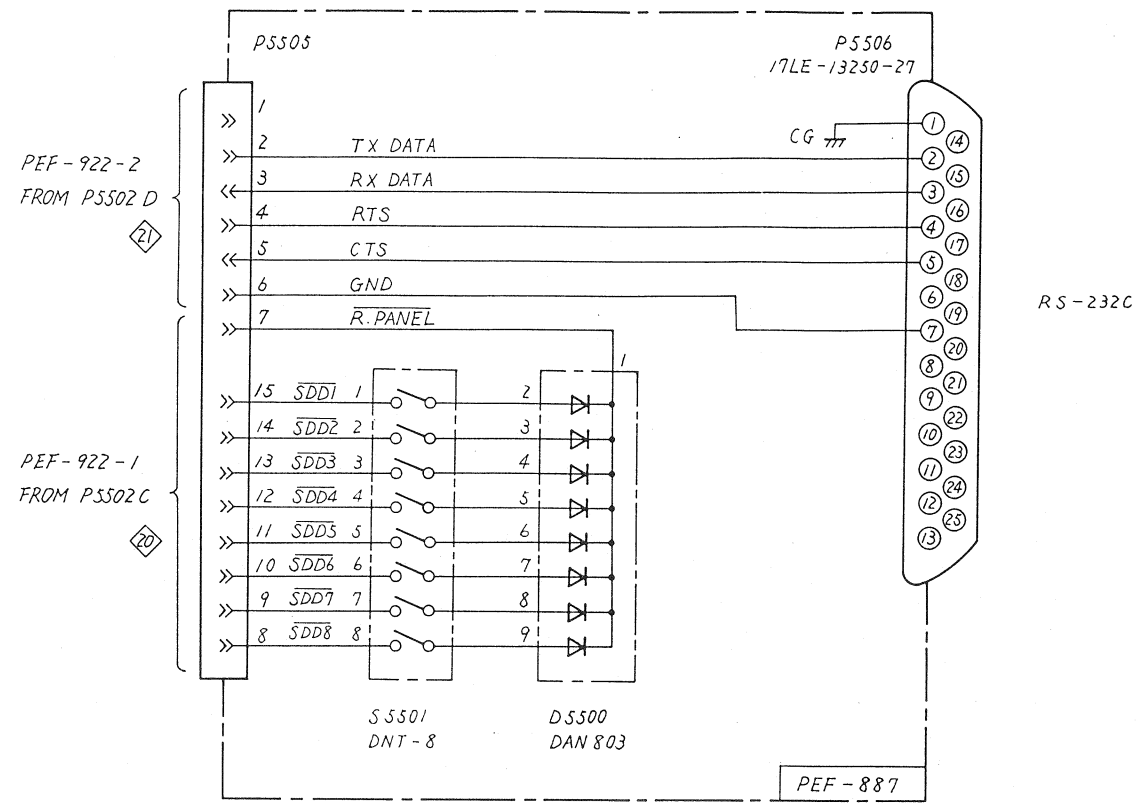 P5505
P5506
17LE-13250-27
1
2 TX DATA
3 RX DATA
4 RTS
5 CTS
6 GND
7 R.PANEL
CG
PEF-922-2
FROM P5502 D
21
RS-232C
1
15 SDD1 1 2
14 SDD2 2 3
13 SDD3 3 4
12 SDD4 4 5
11 SDD5 5 6
10 SDD6 6 7
9 SDD7 7 8
8 SDD8 8 9
PEF-922-1
FROM P5502 C
20
1
14
2
15
3
16
4
17
5
18
6
19
7
20
8
21
9
22
10
23
11
24
12
25
13
S5501
DNT-8
D5500
DAN803
PEF-887